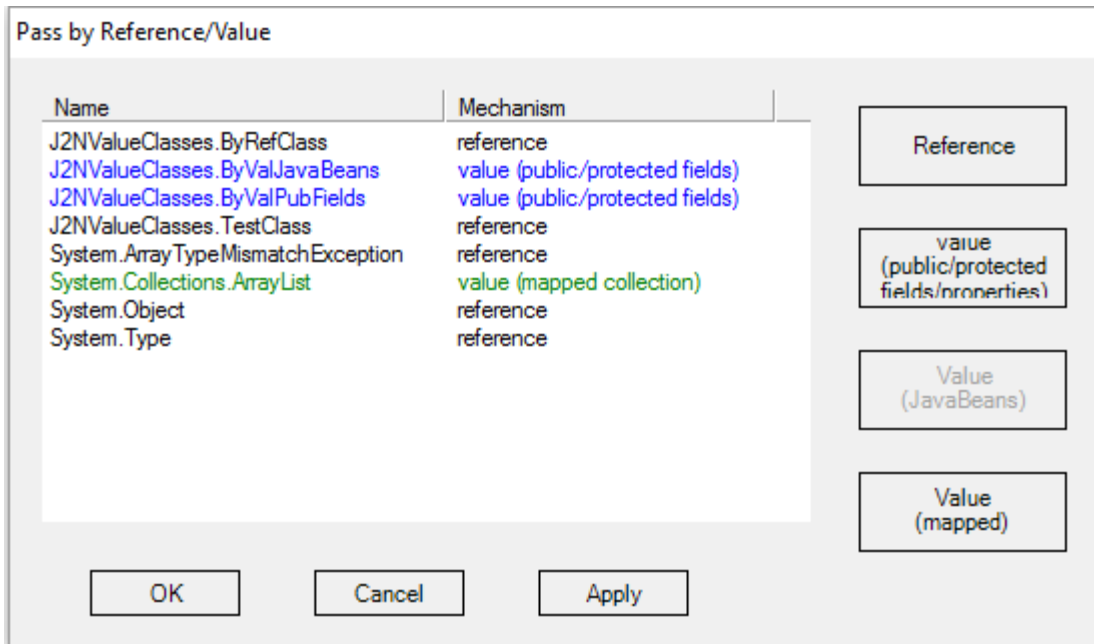 Pass by Reference/Value
Name Mechanism
J2NValueClasses.ByRefClass reference
J2NValueClasses.ByValJavaBeans value (public/protected fields)
J2NValueClasses.ByValPubFields value (public/protected fields)
J2NValueClasses.TestClass reference
System.ArrayTypeMismatchException reference
System.Collections.ArrayList value (mapped collection)
System.Object reference
System.Type reference
Reference
value
(public/protected
fields/properties)
Value
(JavaBeans)
Value
(mapped)
OK Cancel Apply